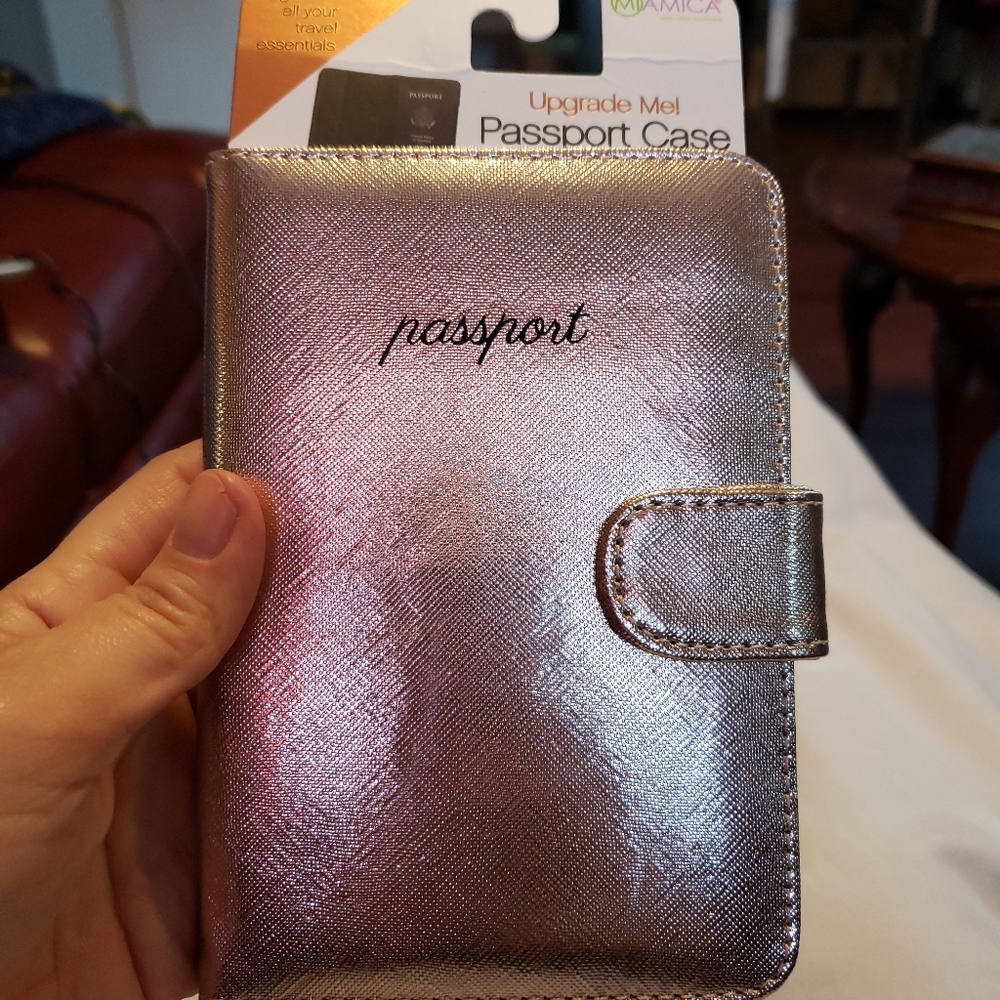 all your
travel
essentials
MIAMICA
PASSPORT
Upgrade Me!
Passport Case
passport